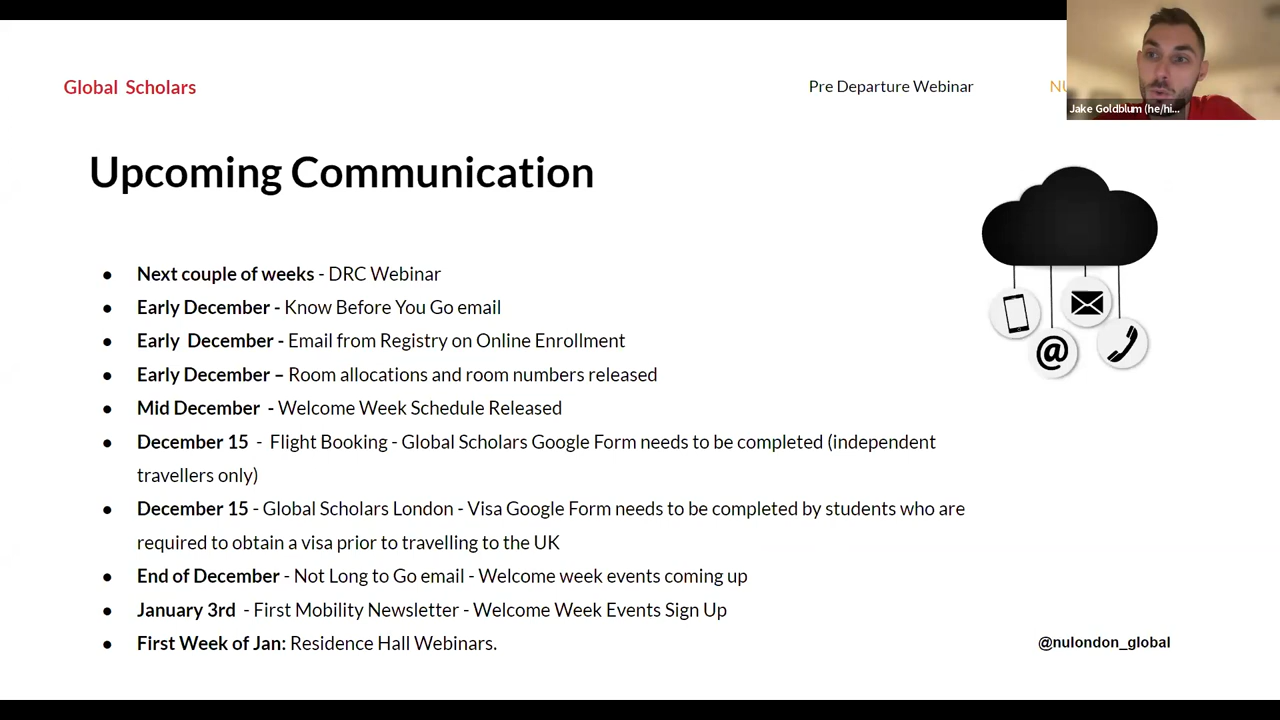 Global Scholars
Pre Departure Webinar
NU
Jake Goldblum (he/hi...
Upcoming Communication
● Next couple of weeks - DRC Webinar
● Early December - Know Before You Go email
● Early December - Email from Registry on Online Enrollment
● Early December – Room allocations and room numbers released
● Mid December - Welcome Week Schedule Released
● December 15 - Flight Booking - Global Scholars Google Form needs to be completed (independent
travellers only)
● December 15 - Global Scholars London - Visa Google Form needs to be completed by students who are
required to obtain a visa prior to travelling to the UK
● End of December - Not Long to Go email - Welcome week events coming up
● January 3rd - First Mobility Newsletter - Welcome Week Events Sign Up
● First Week of Jan: Residence Hall Webinars.
@
@nulondon_global